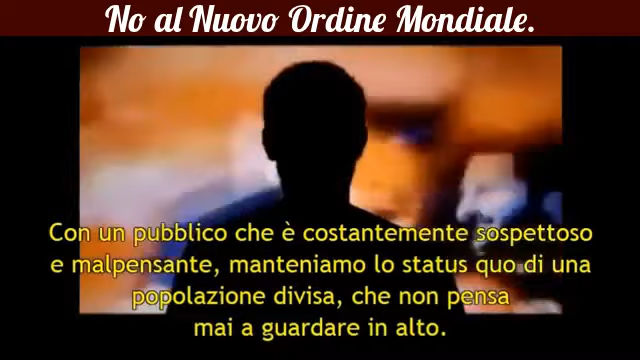 No al Nuovo Ordine Mondiale.
Con un pubblico che è costantemente sospettoso
e malpensante, manteniamo lo status quo di una
popolazione divisa, che non pensa
mai a guardare in alto.